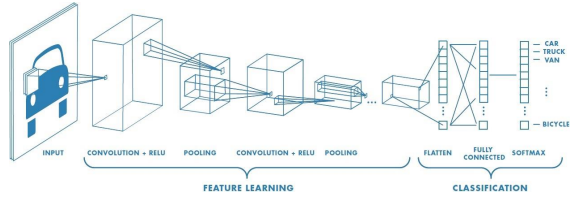 CAR
TRUCK
VAN
BICYCLE
INPUT CONVOLUTION + RELU POOLING CONVOLUTION + RELU POOLING FLATTEN FULLY CONNECTED SOFTMAX
FEATURE LEARNING CLASSIFICATION